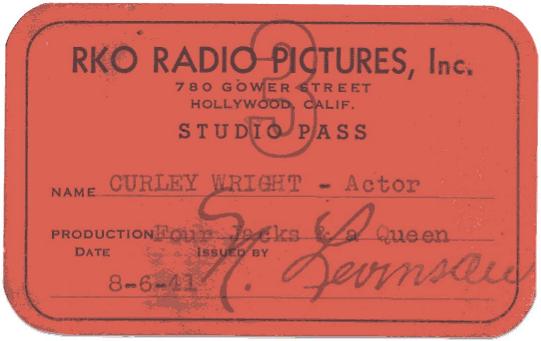 3
RKO RADIO PICTURES, Inc.
780 GOWER STREET
HOLLYWOOD, CALIF.
STUDIO PASS
NAME CURLEY WRIGHT - Actor
PRODUCTION Four Jacks & a Queen
DATE ISSUED BY
8-6-41 N. Levinson